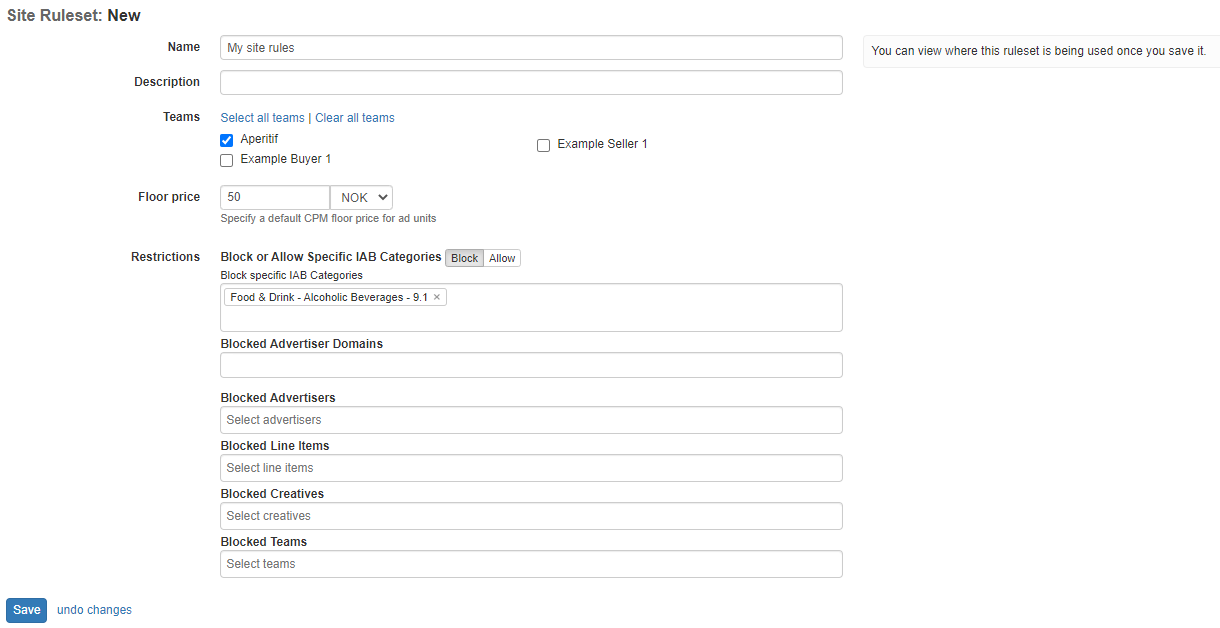 Site Ruleset: New
Name
My site rules
You can view where this ruleset is being used once you save it.
Description
Teams
Select all teams | Clear all teams
Aperitif
Example Seller 1
Example Buyer 1
Floor price
50
NOK
Specify a default CPM floor price for ad units
Restrictions
Block or Allow Specific IAB Categories Block Allow
Block specific IAB Categories
Food & Drink - Alcoholic Beverages - 9.1 ×
Blocked Advertiser Domains
Blocked Advertisers
Select advertisers
Blocked Line Items
Select line items
Blocked Creatives
Select creatives
Blocked Teams
Select teams
Save undo changes